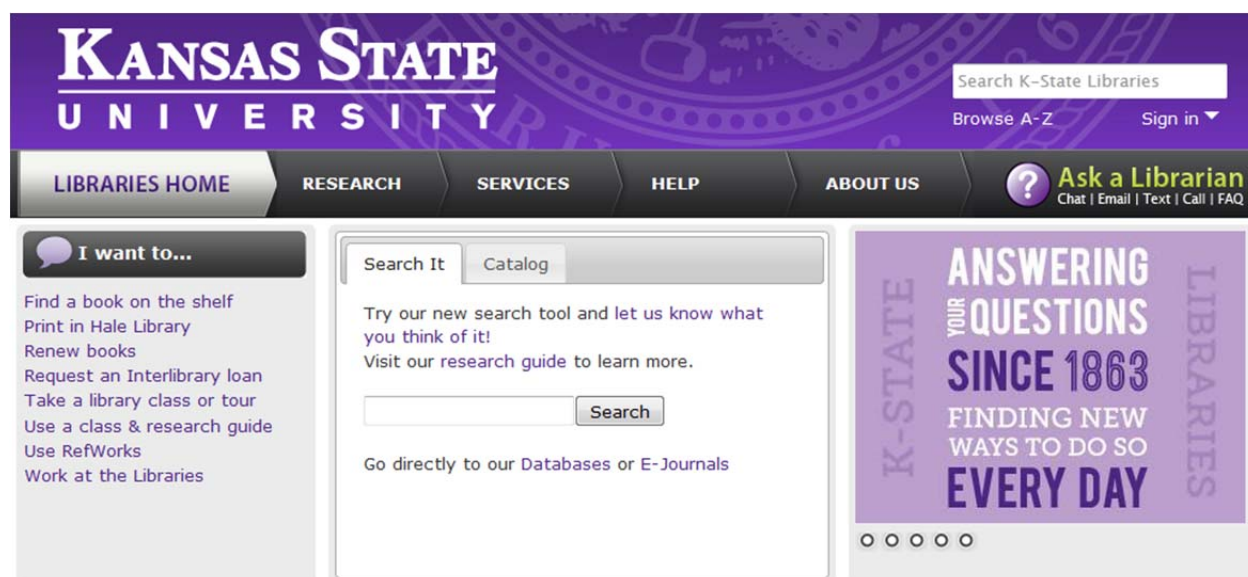 KANSAS STATE
UNIVERSITY
Search K-State Libraries
Browse A-Z
Sign in
LIBRARIES HOME
RESEARCH
SERVICES
HELP
ABOUT US
?
Ask a Librarian
Chat | Email | Text | Call | FAQ
I want to...
Find a book on the shelf
Print in Hale Library
Renew books
Request an Interlibrary loan
Take a library class or tour
Use a class & research guide
Use RefWorks
Work at the Libraries
Search It
Catalog
Try our new search tool and let us know what
you think of it!
Visit our research guide to learn more.
Search
Go directly to our Databases or E-Journals
K-STATE
ANSWERING
YOUR QUESTIONS
SINCE 1863
FINDING NEW
WAYS TO DO SO
EVERY DAY
LIBRARIES